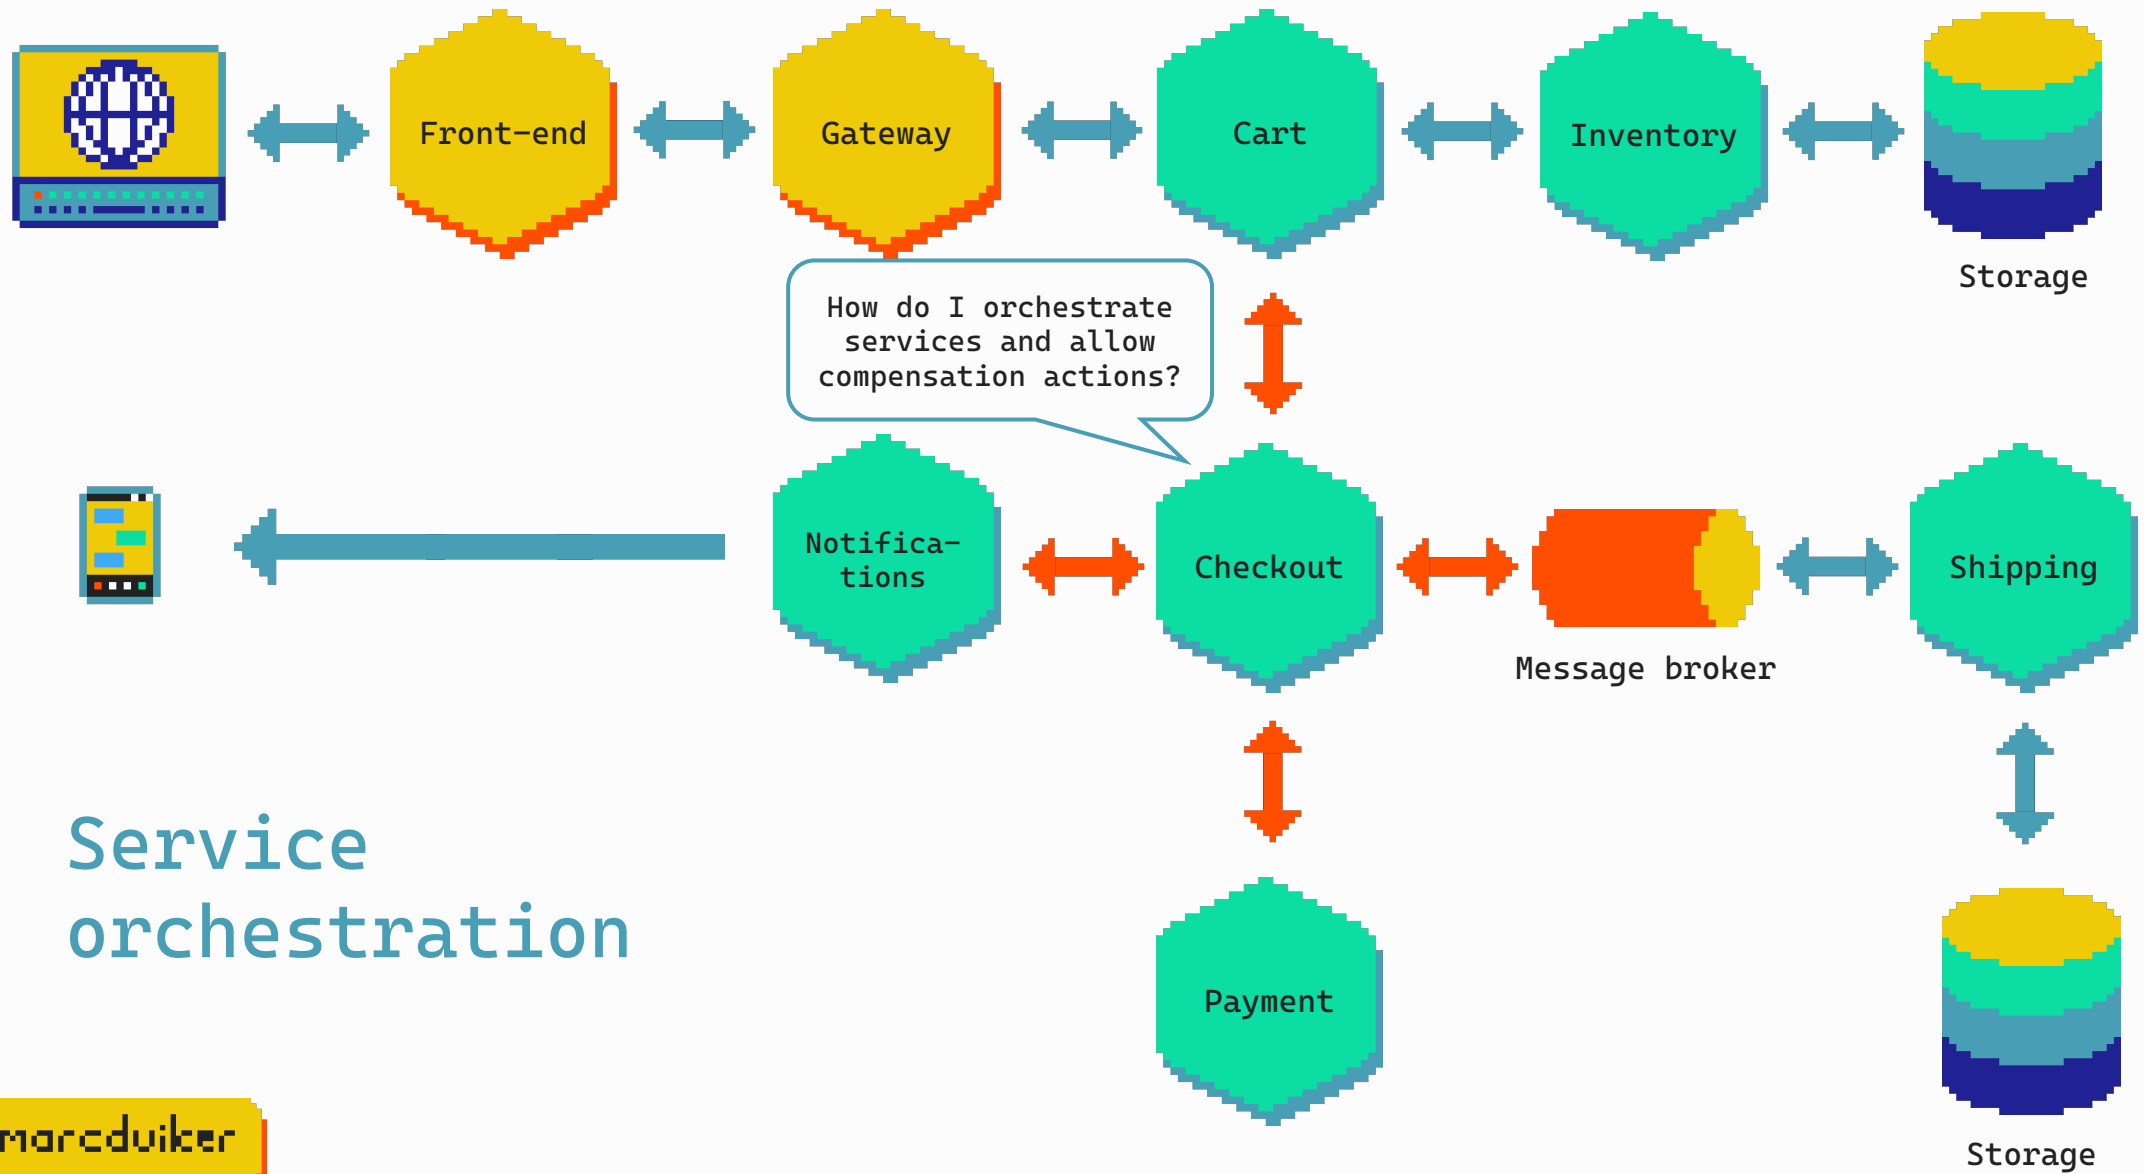 Front-end
Gateway
Cart
Inventory
Storage
How do I orchestrate
services and allow
compensation actions?
Notifica-
tions
Checkout
Message broker
Shipping
Service
orchestration
Payment
Storage
marcduiker